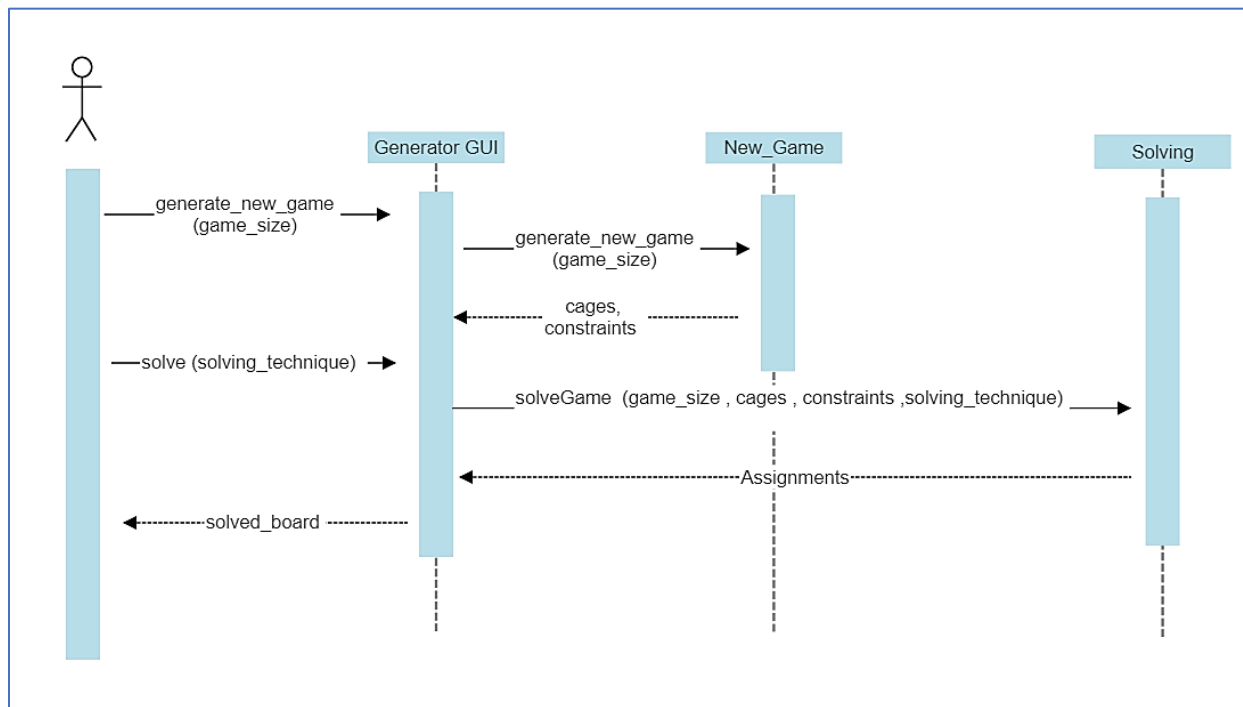 Generator GUI
New_Game
Solving
generate_new_game
(game_size)
generate_new_game
(game_size)
cages,
constraints
solve (solving_technique)
solveGame  (game_size , cages , constraints ,solving_technique)
Assignments
solved_board